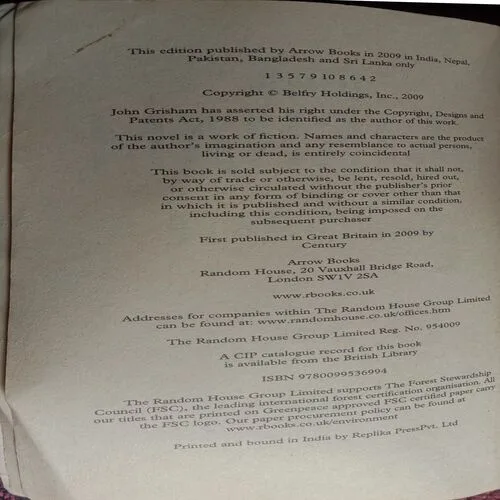 This edition published by Arrow Books in 2009 in India, Nepal,
Pakistan, Bangladesh and Sri Lanka only
1 3 5 7 9 10 8 6 4 2
Copyright © Belfry Holdings, Inc., 2009
John Grisham has asserted his right under the Copyright, Designs and
Patents Act, 1988 to be identified as the author of this work.
This novel is a work of fiction. Names and characters are the product
of the author's imagination and any resemblance to actual persons,
living or dead, is entirely coincidental
This book is sold subject to the condition that it shall not,
by way of trade or otherwise, be lent, resold, hired out,
or otherwise circulated without the publisher's prior
consent in any form of binding or cover other than that
in which it is published and without a similar condition,
including this condition, being imposed on the
subsequent purchaser
First published in Great Britain in 2009 by
Century
Arrow Books
Random House, 20 Vauxhall Bridge Road,
London SW1V 2SA
www.rbooks.co.uk
Addresses for companies within The Random House Group Limited
can be found at: www.randomhouse.co.uk/offices.htm
The Random House Group Limited Reg. No. 954009
A CIP catalogue record for this book
is available from the British Library
ISBN 9780099536994
The Random House Group Limited supports The Forest Stewardship
Council (FSC), the leading international forest certification organisation. All
our titles that are printed on Greenpeace approved FSC certified paper carry
the FSC logo. Our paper procurement policy can be found at
www.rbooks.co.uk/environment
Printed and bound in India by Replika PressPvt. Ltd